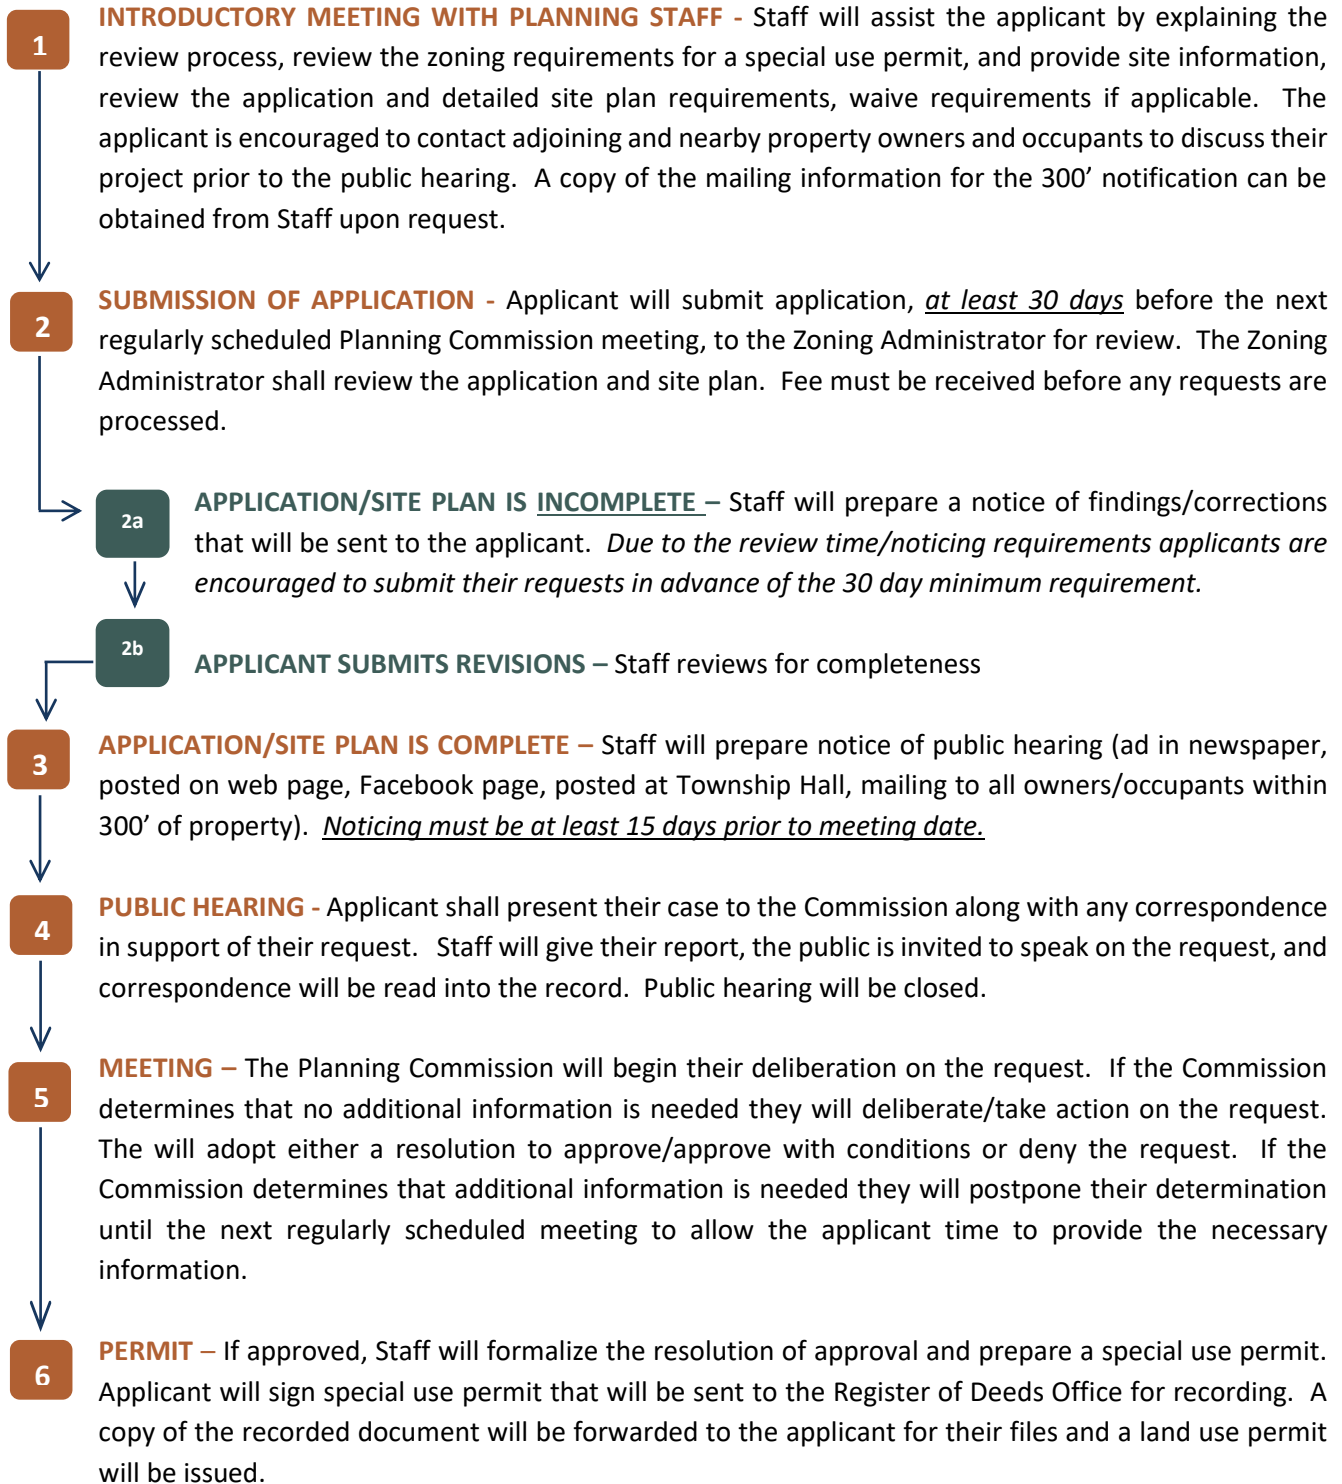 1
INTRODUCTORY MEETING WITH PLANNING STAFF - Staff will assist the applicant by explaining the
review process, review the zoning requirements for a special use permit, and provide site information,
review the application and detailed site plan requirements, waive requirements if applicable. The
applicant is encouraged to contact adjoining and nearby property owners and occupants to discuss their
project prior to the public hearing. A copy of the mailing information for the 300’ notification can be
obtained from Staff upon request.
2
SUBMISSION OF APPLICATION - Applicant will submit application, at least 30 days before the next
regularly scheduled Planning Commission meeting, to the Zoning Administrator for review. The Zoning
Administrator shall review the application and site plan. Fee must be received before any requests are
processed.
2a
APPLICATION/SITE PLAN IS INCOMPLETE – Staff will prepare a notice of findings/corrections
that will be sent to the applicant. Due to the review time/noticing requirements applicants are
encouraged to submit their requests in advance of the 30 day minimum requirement.
2b
APPLICANT SUBMITS REVISIONS – Staff reviews for completeness
3
APPLICATION/SITE PLAN IS COMPLETE – Staff will prepare notice of public hearing (ad in newspaper,
posted on web page, Facebook page, posted at Township Hall, mailing to all owners/occupants within
300’ of property). Noticing must be at least 15 days prior to meeting date.
4
PUBLIC HEARING - Applicant shall present their case to the Commission along with any correspondence
in support of their request. Staff will give their report, the public is invited to speak on the request, and
correspondence will be read into the record. Public hearing will be closed.
5
MEETING – The Planning Commission will begin their deliberation on the request. If the Commission
determines that no additional information is needed they will deliberate/take action on the request.
The will adopt either a resolution to approve/approve with conditions or deny the request. If the
Commission determines that additional information is needed they will postpone their determination
until the next regularly scheduled meeting to allow the applicant time to provide the necessary
information.
6
PERMIT – If approved, Staff will formalize the resolution of approval and prepare a special use permit.
Applicant will sign special use permit that will be sent to the Register of Deeds Office for recording. A
copy of the recorded document will be forwarded to the applicant for their files and a land use permit
will be issued.